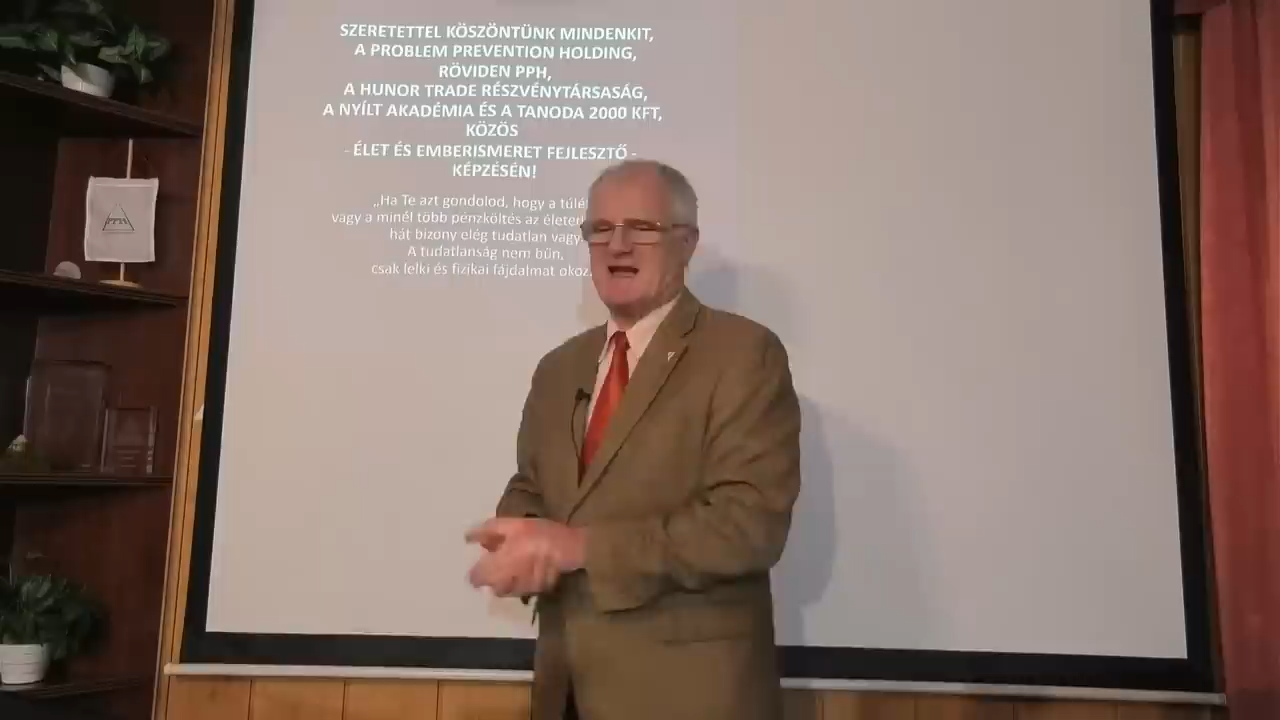 SZERETETTEL KÖSZÖNTÜNK MINDENKIT,
A PROBLEM PREVENTION HOLDING,
RÖVIDEN PPH,
A HUNOR TRADE RÉSZVÉNYTÁRSASÁG,
A NYÍLT AKADÉMIA ÉS A TANODA 2000 KFT,
KÖZÖS
- ÉLET ÉS EMBERISMERET FEJLESZTŐ -
KÉPZÉSÉN!
„Ha Te azt gondolod, hogy a
vagy a minél több pénzköltés az
hát bizony elég tudatlan vagy
A tudatlanság nem bűn,
csak lelki és fizikai fájdalmat okoz